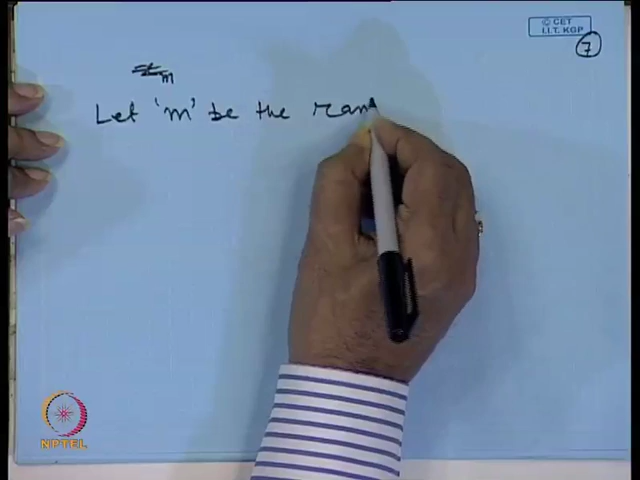 © CET
I.I.T. KGP
7
m
Let 'm' be the ran
NPTEL